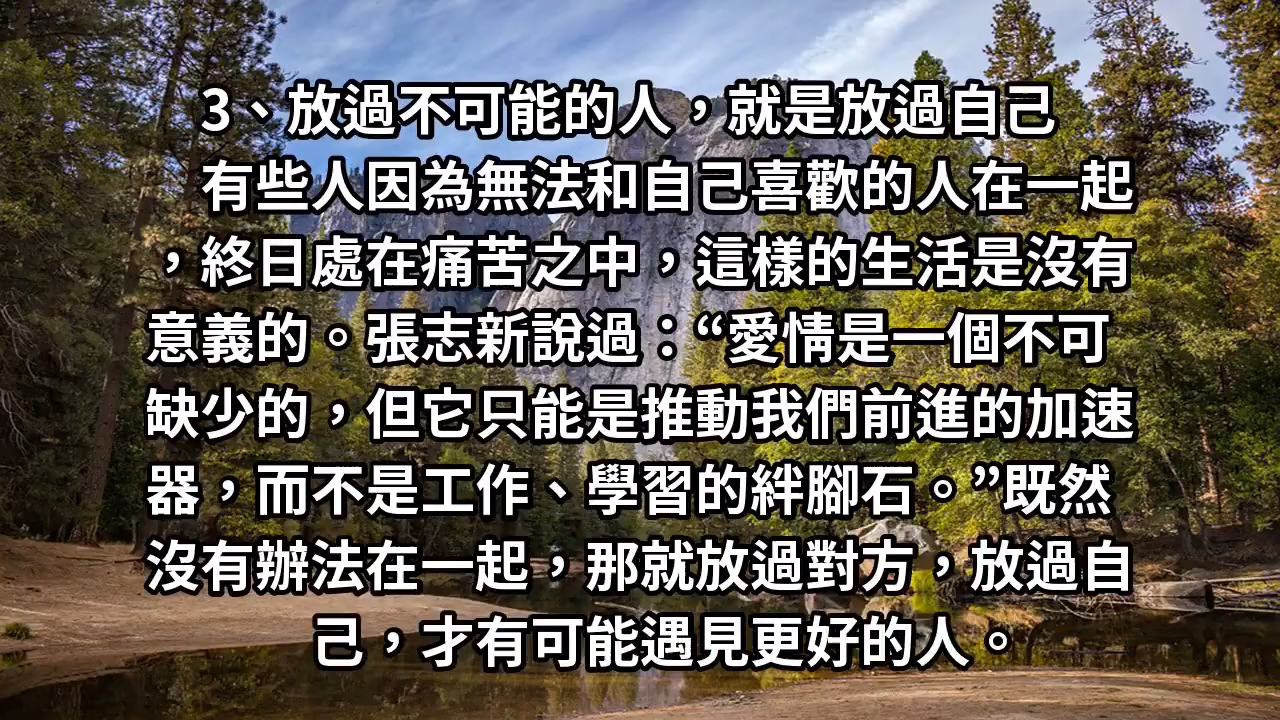 3、放過不可能的人，就是放過自己
有些人因為無法和自己喜歡的人在一起
，終日處在痛苦之中，這樣的生活是沒有
意義的。張志新說過：“愛情是一個不可
缺少的，但它只能是推動我們前進的加速
器，而不是工作、學習的絆腳石。”既然
沒有辦法在一起，那就放過對方，放過自
己，才有可能遇見更好的人。